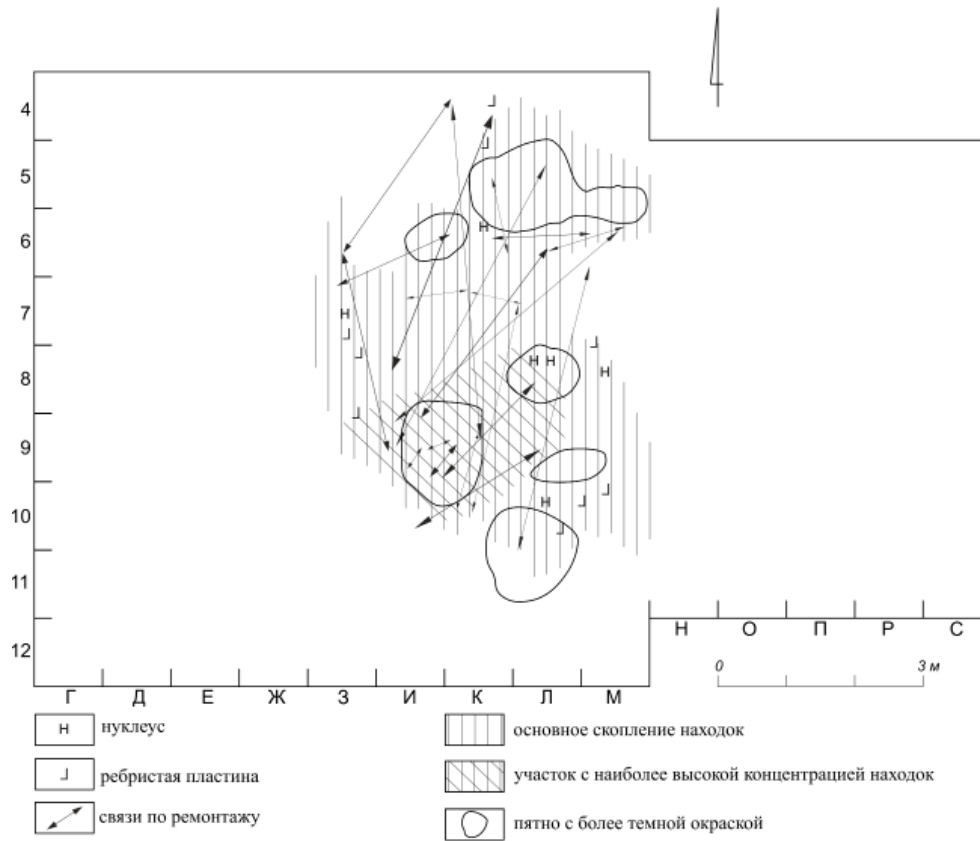 4
5
6
7
8
9
10
11
12
Н
Н
Н Н
Н
Н
Н О П Р С
0 3 м
Г Д Е Ж З И К Л М
Н нуклеус
ребристая пластина
связи по ремонтажу
основное скопление находок
участок с наиболее высокой концентрацией находок
пятно с более темной окраской